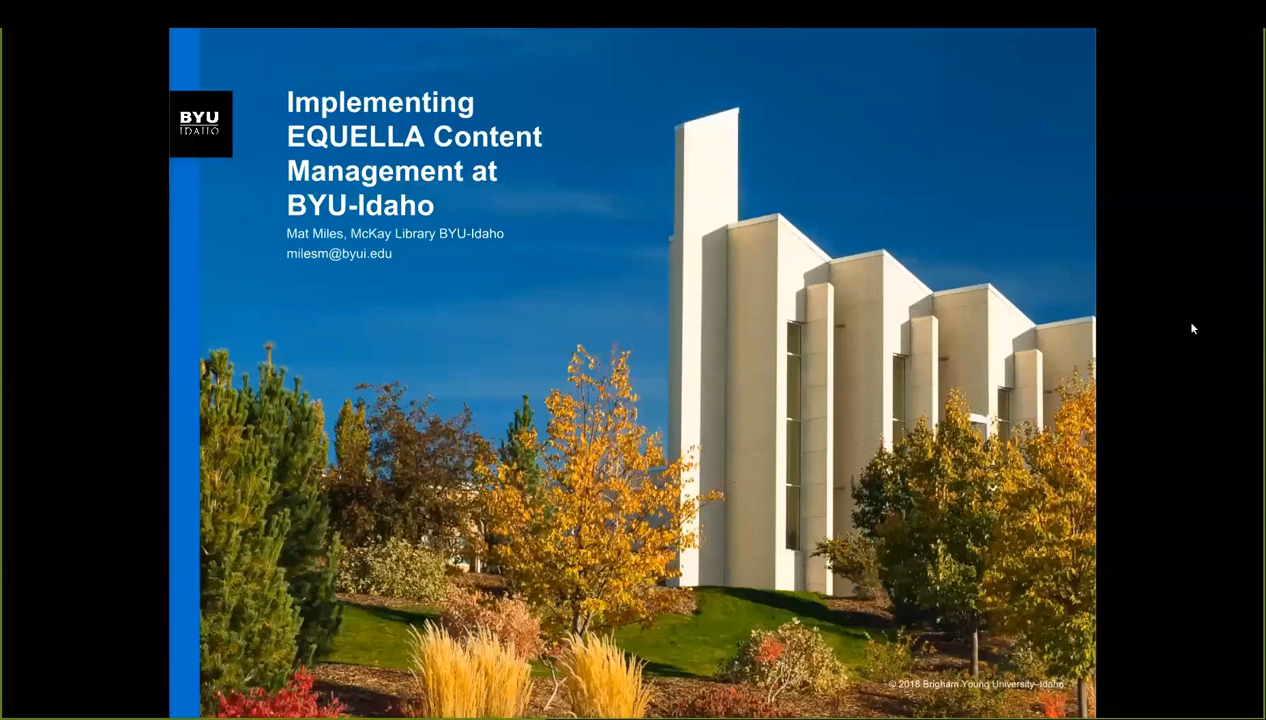 BYU
IDAHO
Implementing
EQUELLA Content
Management at
BYU-Idaho
Mat Miles, McKay Library BYU-Idaho
milesm@byui.edu
© 2018 Brigham Young University–Idaho